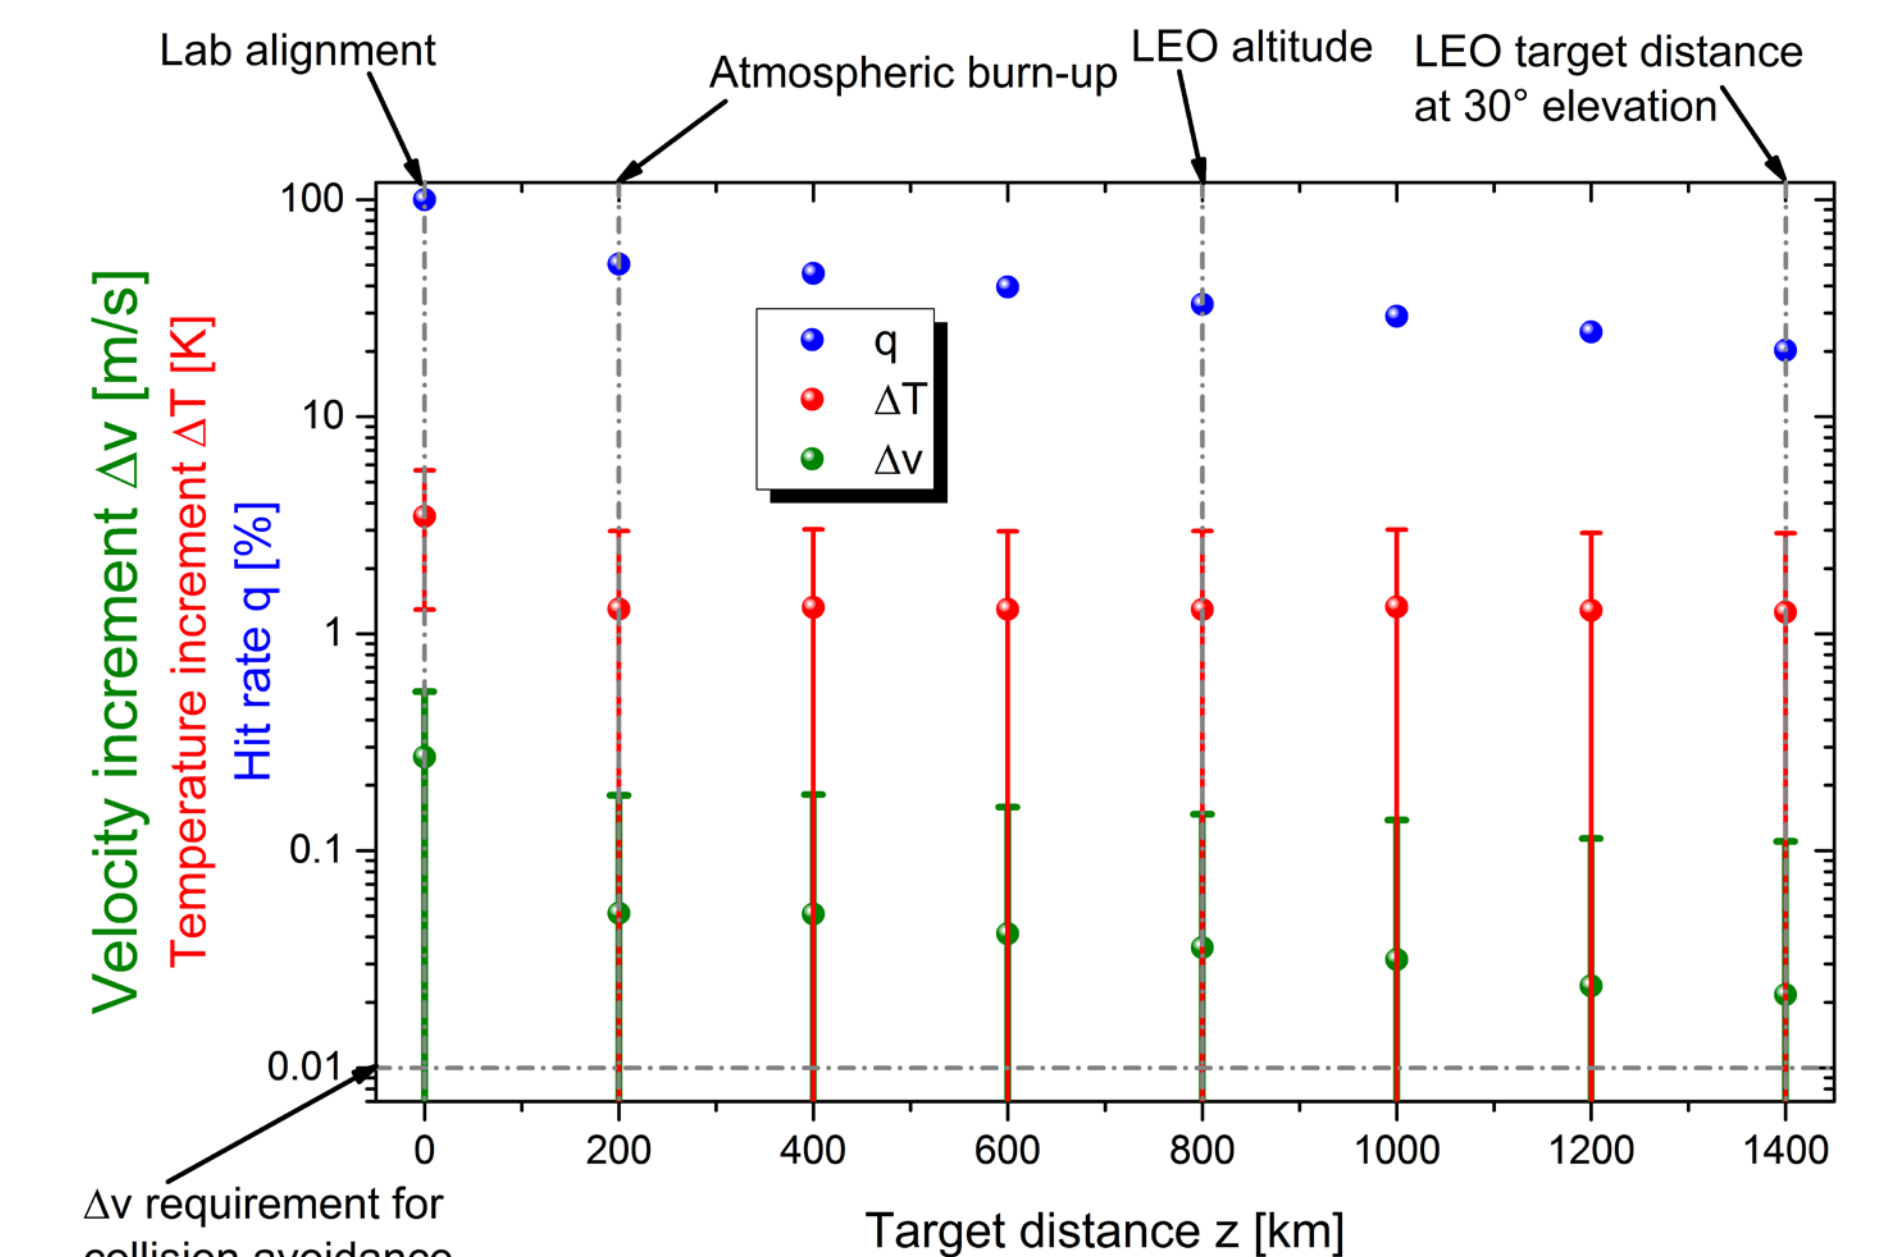 Lab alignment
Atmospheric burn-up
LEO altitude
LEO target distance
at 30° elevation
Velocity increment Δv [m/s]
Temperature increment ΔT [K]
Hit rate q [%]
100
10
1
0.1
0.01
q
ΔT
Δv
0 200 400 600 800 1000 1200 1400
Target distance z [km]
Δv requirement for
collision avoidance